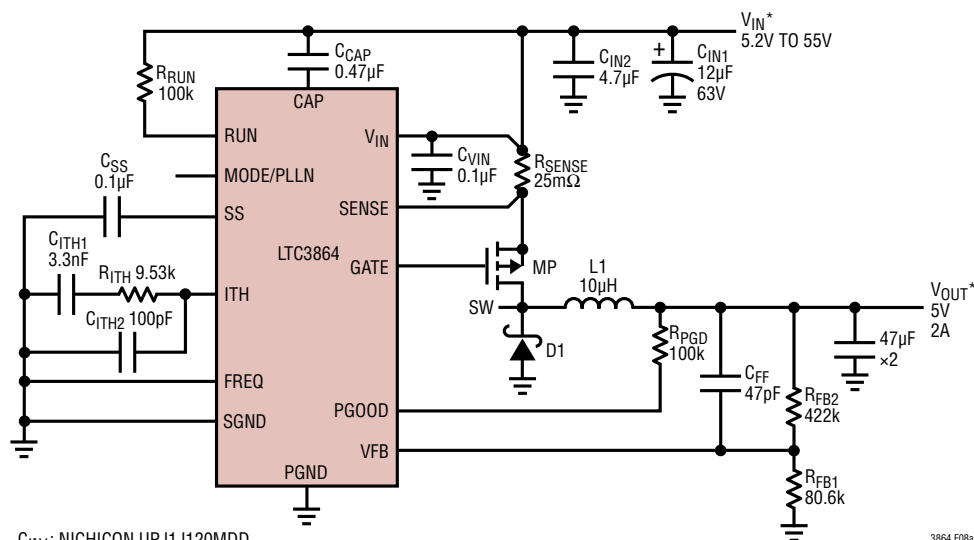 VIN*
5.2V TO 55V
CCAP
0.47µF
CIN2
4.7µF
+
CIN1
12µF
63V
RRUN
100k
CAP
RUN
VIN
CVIN
0.1µF
RSENSE
25mΩ
CSS
0.1µF
MODE/PLLN
SENSE
SS
LTC3864
GATE
MP
CITH1
3.3nF
RITH 9.53k
ITH
L1
10µH
SW
VOUT*
5V
2A
CITH2 100pF
D1
RPGD
100k
47µF
×2
CFF
47pF
FREQ
RFB2
422k
PGOOD
SGND
VFB
PGND
RFB1
80.6k
3864 F08a